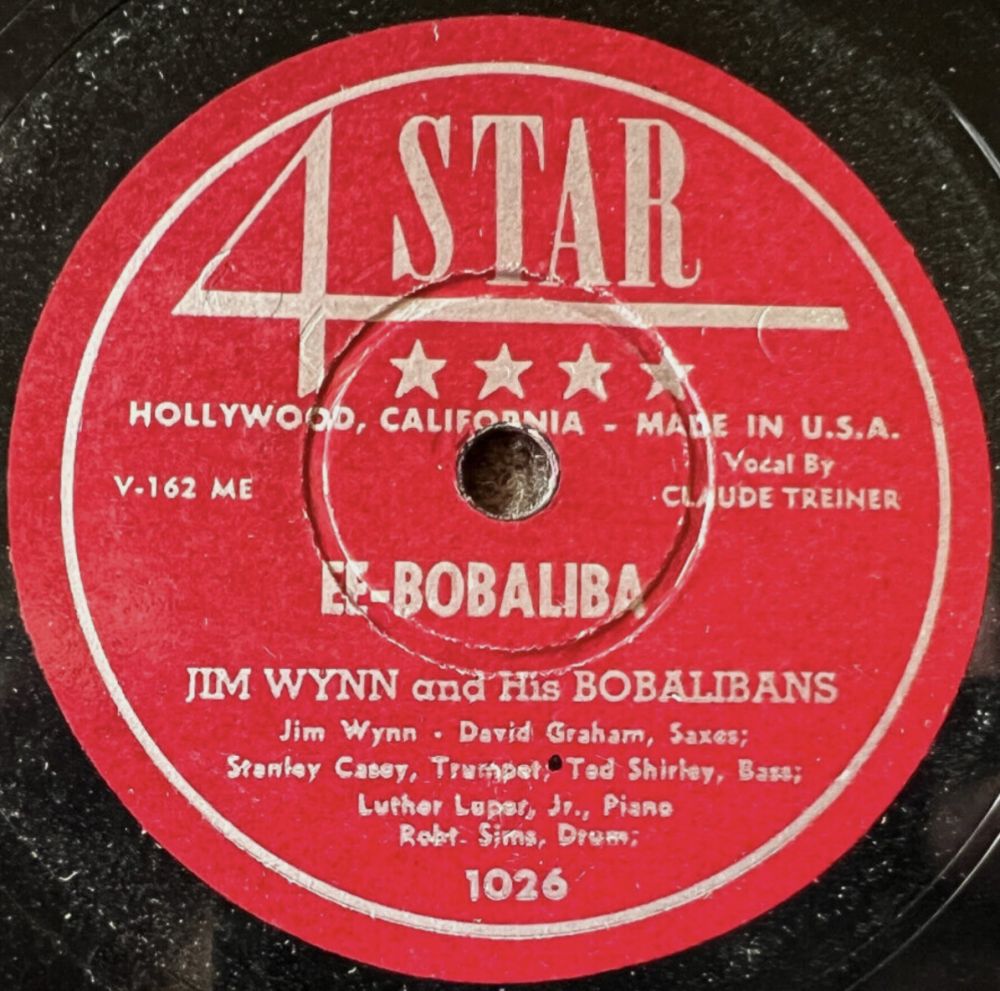 4 STAR
HOLLYWOOD, CALIFORNIA - MADE IN U.S.A.
V-162 ME
Vocal By
CLAUDE TREINER
EE-BOBALIBA
JIM WYNN and His BOBALIBANS
Jim Wynn - David Graham, Saxes;
Stanley Casey, Trumpet; Ted Shirley, Bass;
Luther Luper, Jr., Piano
Robt. Sims, Drum;
1026